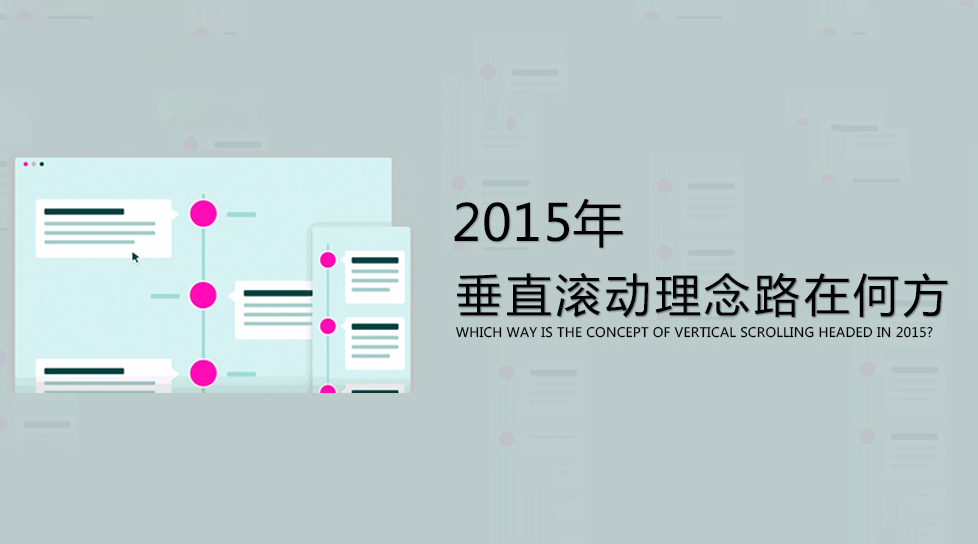 2015年
垂直滚动理念路在何方
WHICH WAY IS THE CONCEPT OF VERTICAL SCROLLING HEADED IN 2015?